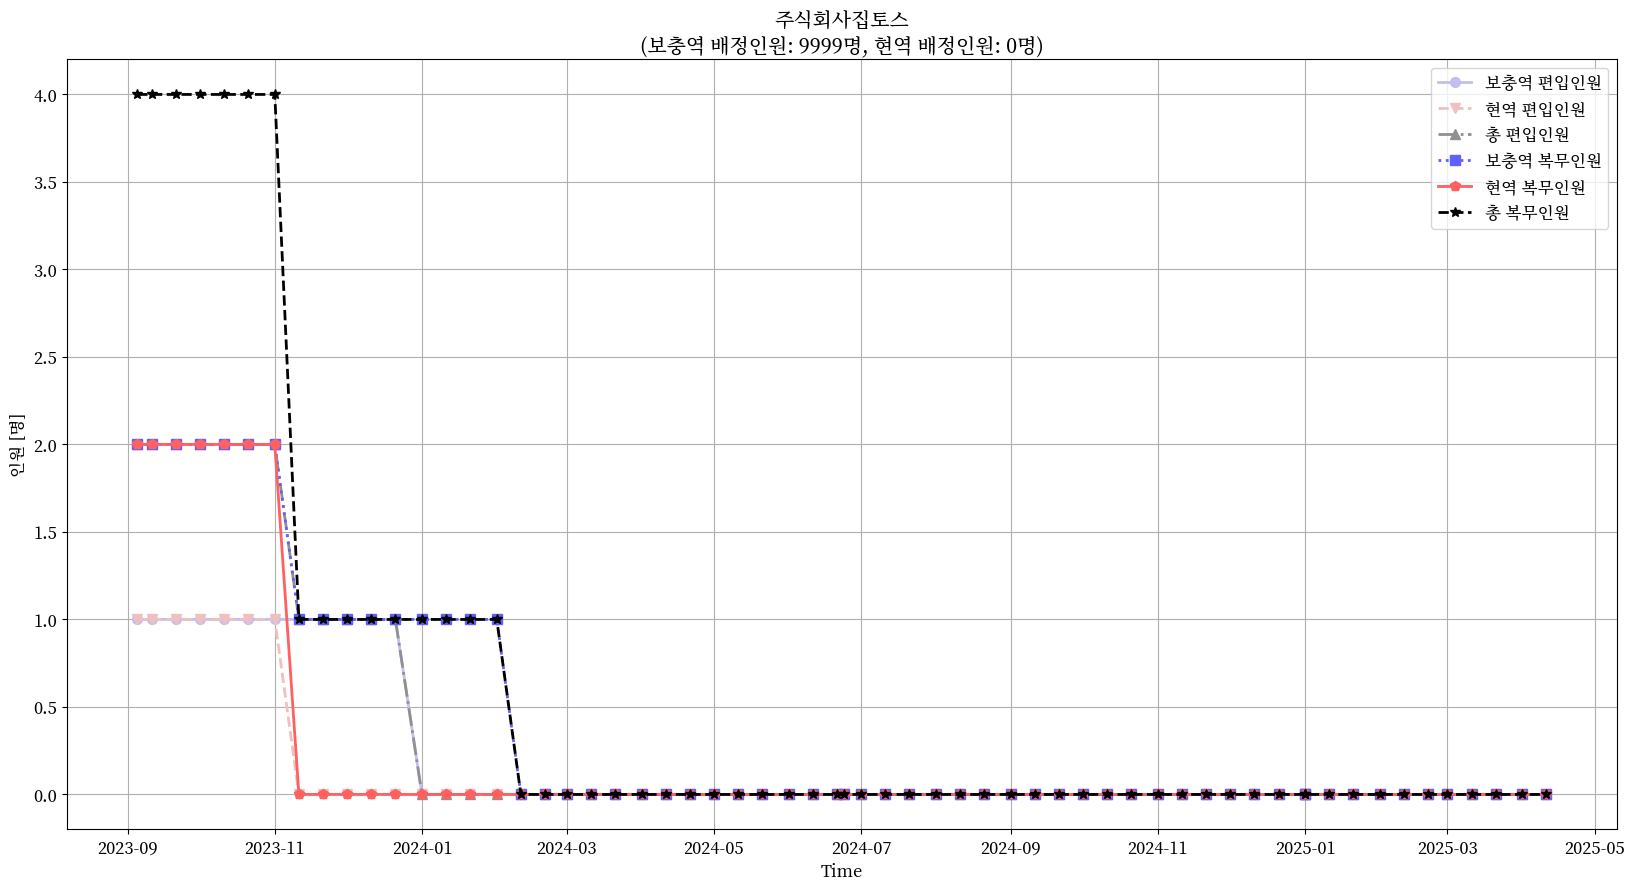 주식회사집토스
(보충역 배정인원: 9999명, 현역 배정인원: 0명)
보충역 편입인원
현역 편입인원
총 편입인원
보충역 복무인원
현역 복무인원
총 복무인원
인원 [명]
4.0
3.5
3.0
2.5
2.0
1.5
1.0
0.5
0.0
2023-09 2023-11 2024-01 2024-03 2024-05 2024-07 2024-09 2024-11 2025-01 2025-03 2025-05
Time